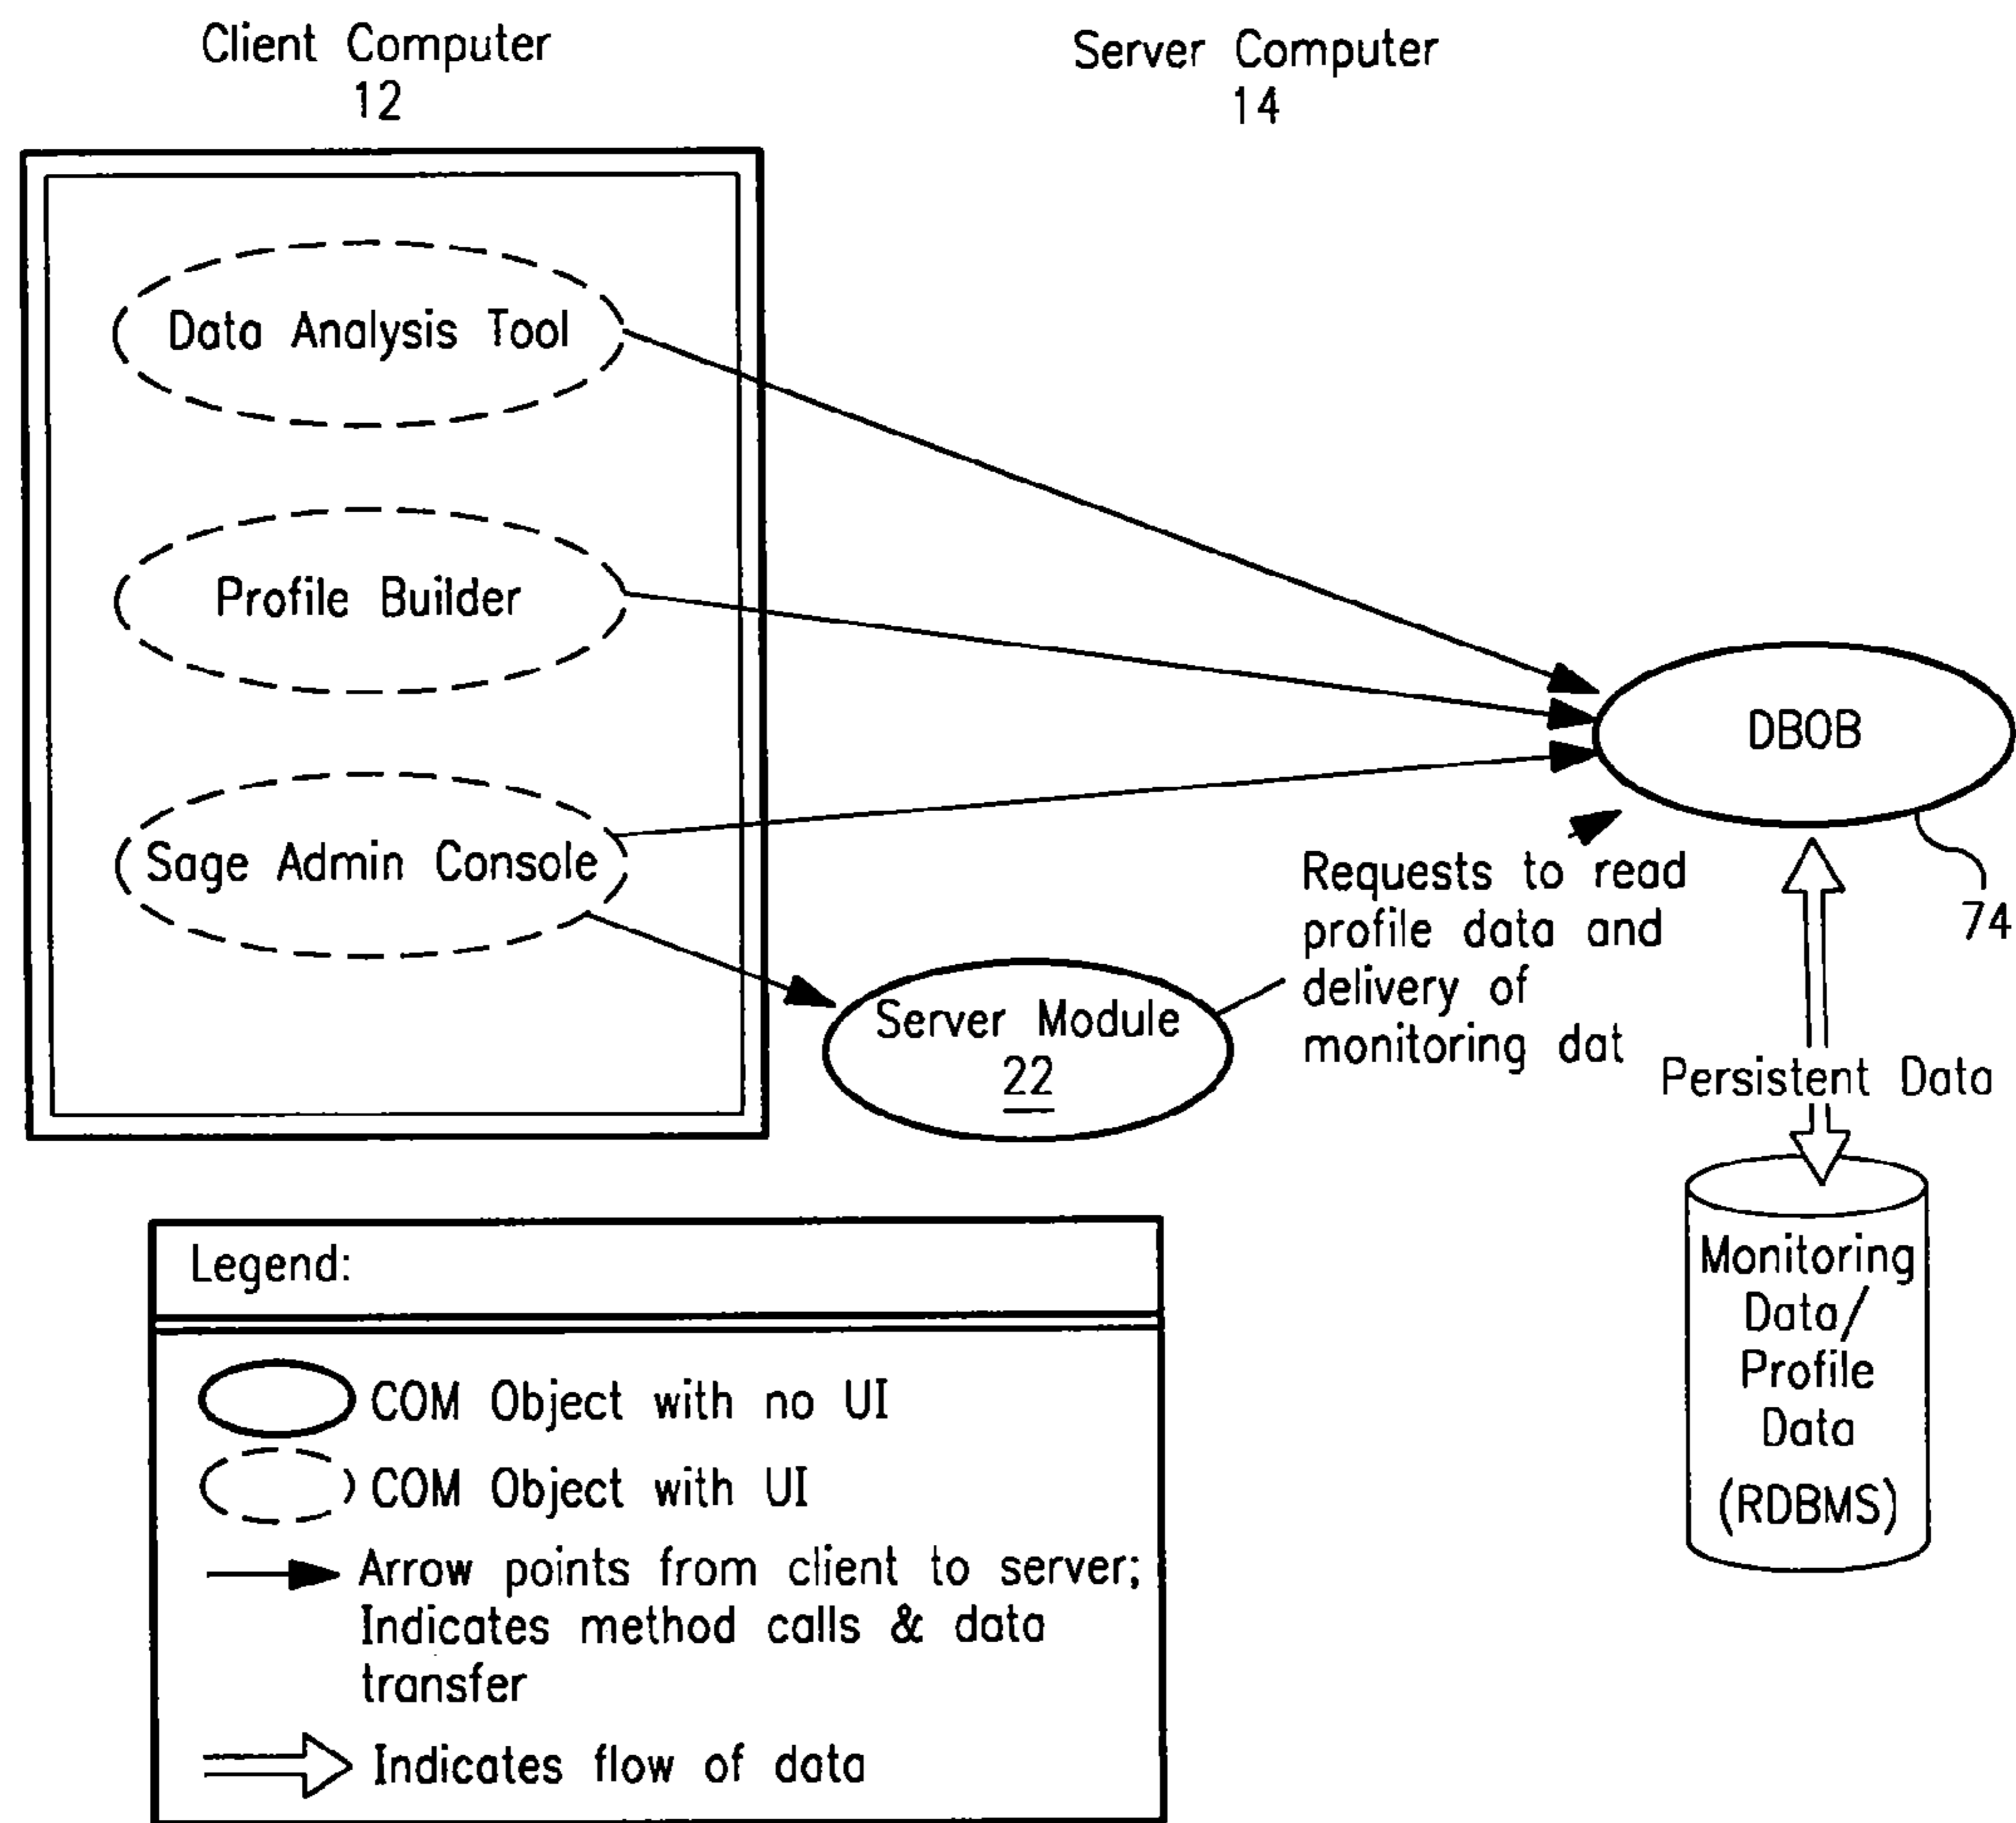 Client Computer
12
Server Computer
14
Data Analysis Tool
Profile Builder
Sage Admin Console
DBOB
74
Requests to read
profile data and
delivery of
monitoring dat
Server Module
22
Persistent Data
Monitoring
Data/
Profile
Data
(RDBMS)
Legend:
COM Object with no UI
COM Object with UI
Arrow points from client to server;
Indicates method calls & data
transfer
Indicates flow of data